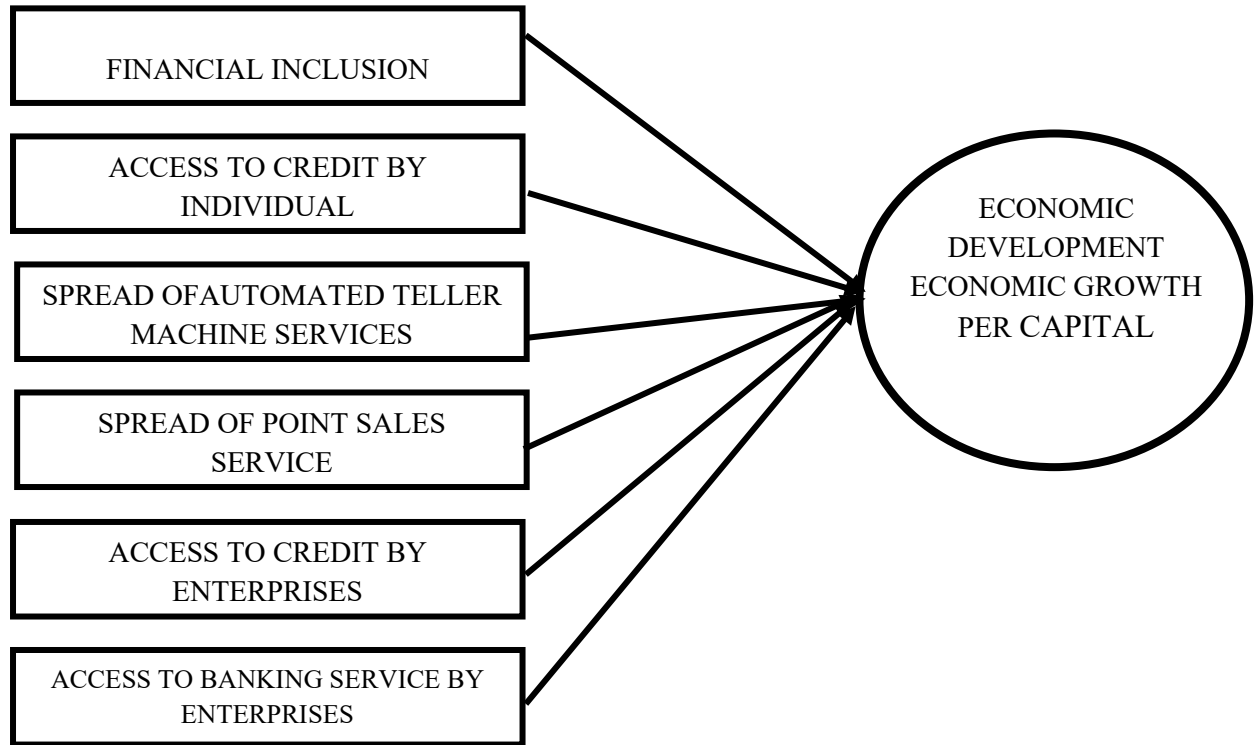 FINANCIAL INCLUSION
ACCESS TO CREDIT BY
INDIVIDUAL
SPREAD OFAUTOMATED TELLER
MACHINE SERVICES
SPREAD OF POINT SALES
SERVICE
ACCESS TO CREDIT BY
ENTERPRISES
ACCESS TO BANKING SERVICE BY
ENTERPRISES
ECONOMIC
DEVELOPMENT
ECONOMIC GROWTH
PER CAPITAL